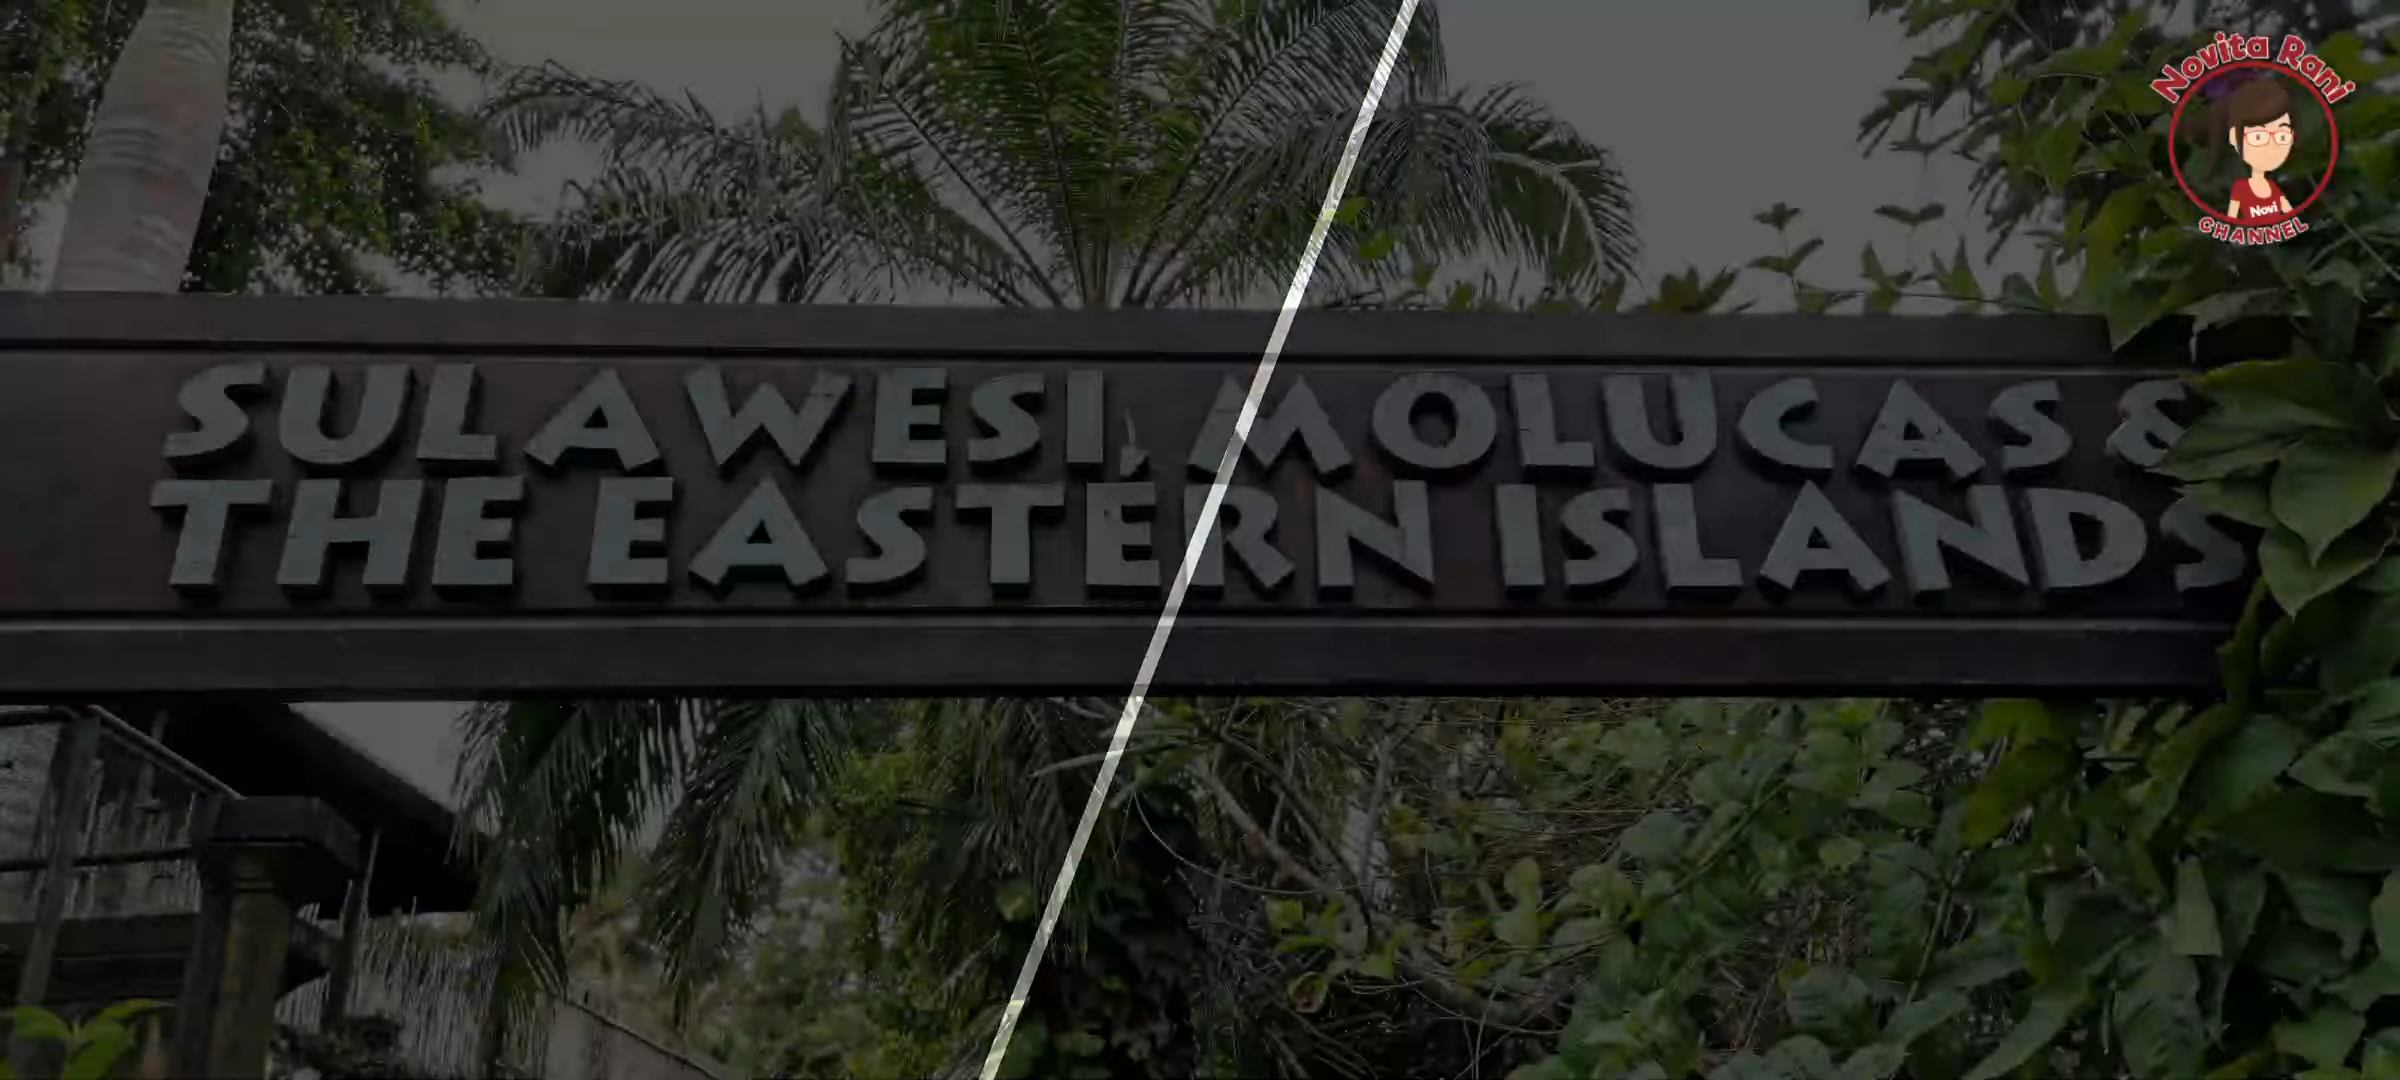 SULAWESI, MOLUCAS &
THE EASTERN ISLANDS
Novita Rani
Novi
CHANNEL